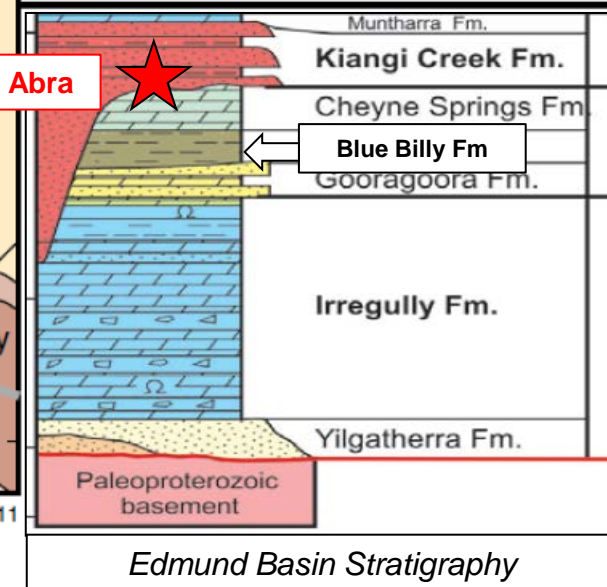 Muntharra Fm.
Kiangi Creek Fm.
Abra
Cheyne Springs Fm.
Blue Billy Fm
Gooragoora Fm.
Irregully Fm.
y
Yilgatherra Fm.
Paleoproterozoic
basement
11
Edmund Basin Stratigraphy